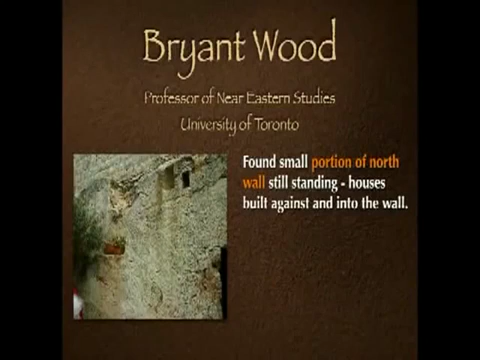 Bryant Wood
Professor of Near Eastern Studies
University of Toronto
Found small portion of north
wall still standing - houses
built against and into the wall.